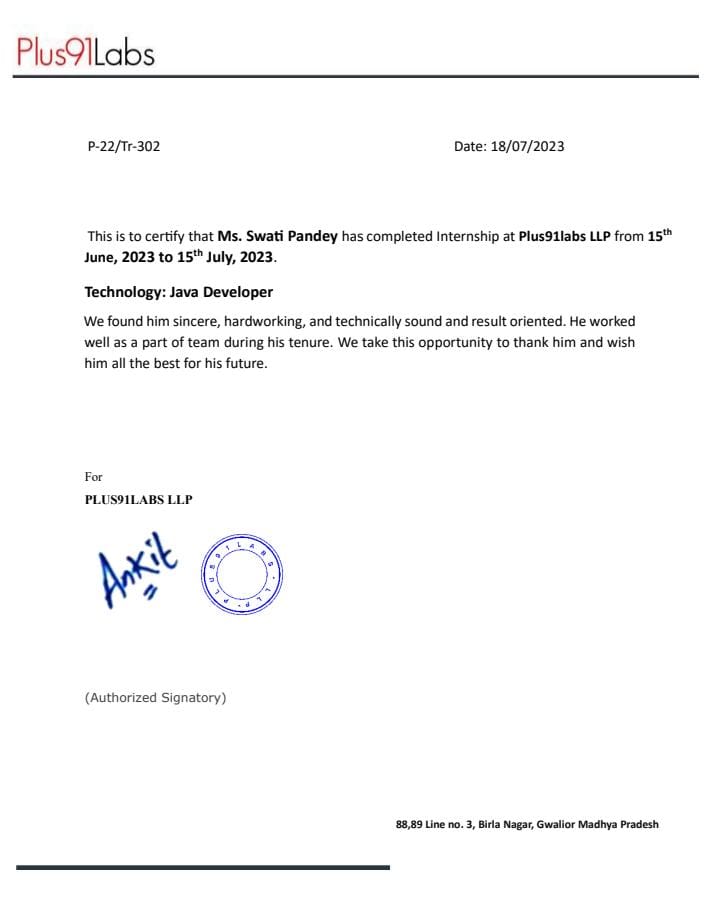 Plus91Labs
P-22/Tr-302 Date: 18/07/2023
This is to certify that Ms. Swati Pandey has completed Internship at Plus91labs LLP from 15th
June, 2023 to 15th July, 2023.
Technology: Java Developer
We found him sincere, hardworking, and technically sound and result oriented. He worked
well as a part of team during his tenure. We take this opportunity to thank him and wish
him all the best for his future.
For
PLUS91LABS LLP
Ankit
PLUS91LABS LLP
(Authorized Signatory)
88,89 Line no. 3, Birla Nagar, Gwalior Madhya Pradesh